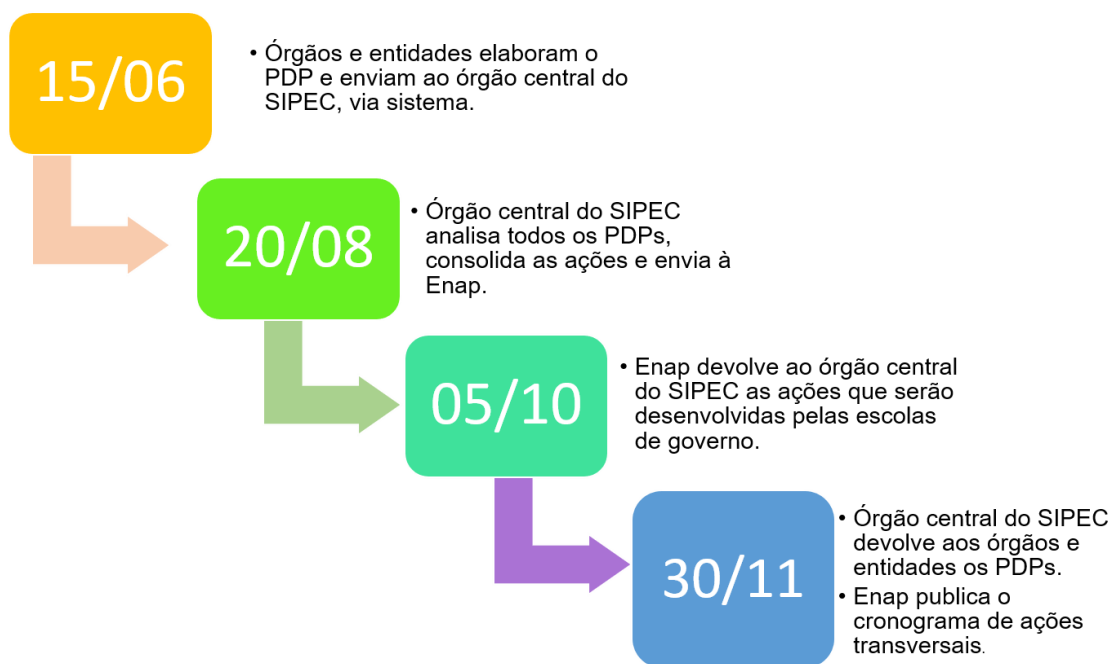 15/06
• Órgãos e entidades elaboram o
PDP e enviam ao órgão central do
SIPEC, via sistema.
20/08
• Órgão central do SIPEC
analisa todos os PDPs,
consolida as ações e envia à
Enap.
05/10
• Enap devolve ao órgão central
do SIPEC as ações que serão
desenvolvidas pelas escolas
de governo.
30/11
• Órgão central do SIPEC
devolve aos órgãos e
entidades os PDPs.
• Enap publica o
cronograma de ações
transversais.